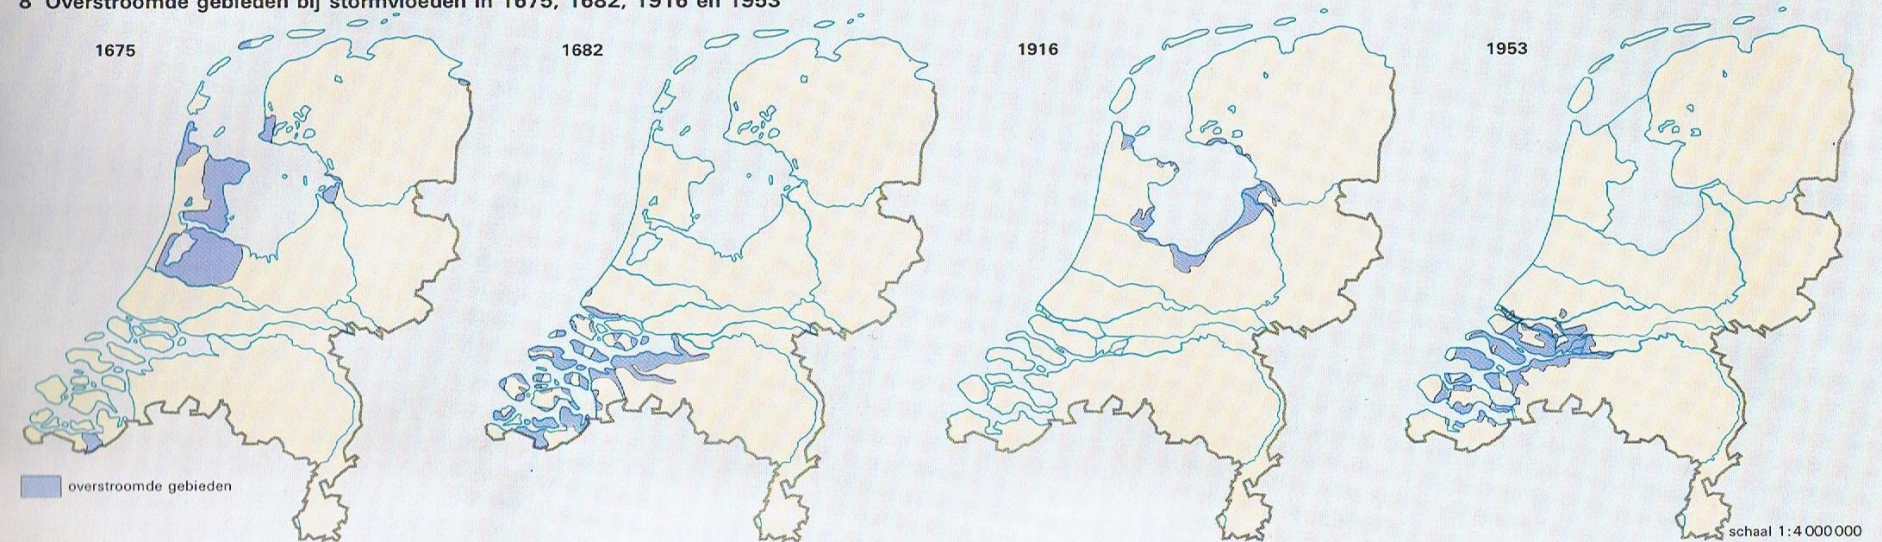 8 Overstroomde gebieden bij stormvloeden in 1675, 1682, 1916 en 1953
1675
1682
1916
1953
overstroomde gebieden
schaal 1:4 000 000